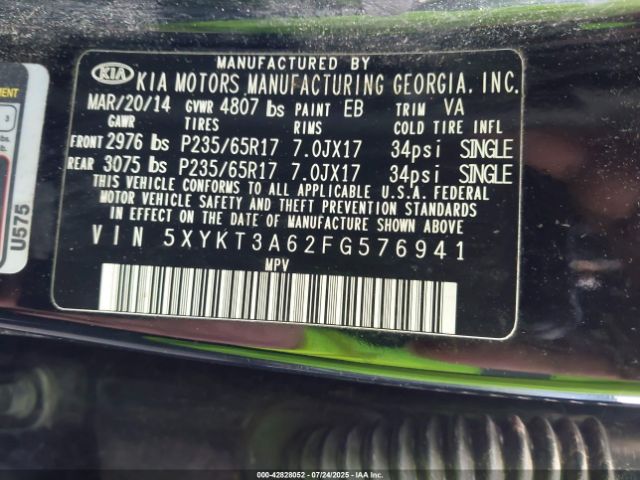 MANUFACTURED BY
KIA KIA MOTORS MANUFACTURING GEORGIA, INC.
MAR/20/14 GVWR 4807 lbs PAINT EB TRIM VA
GAWR TIRES RIMS COLD TIRE INFL
FRONT 2976 lbs P235/65R17 7.0JX17 34psi SINGLE
REAR 3075 lbs P235/65R17 7.0JX17 34psi SINGLE
THIS VEHICLE CONFORMS TO ALL APPLICABLE U.S.A. FEDERAL
MOTOR VEHICLE SAFETY AND THEFT PREVENTION STANDARDS IN
EFFECT ON THE DATE OF MANUFACTURE SHOWN ABOVE.
VIN 5XYKT3A62FG576941
MPV
U575
3
000-42828052 - 07/24/2025 - IAAI